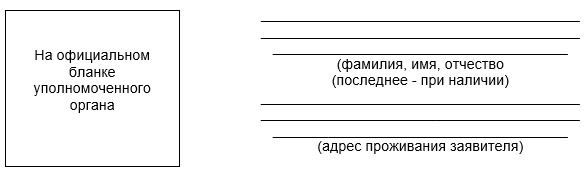 На официальном
бланке
уполномоченного
органа
(фамилия, имя, отчество
(последнее - при наличии)
(адрес проживания заявителя)